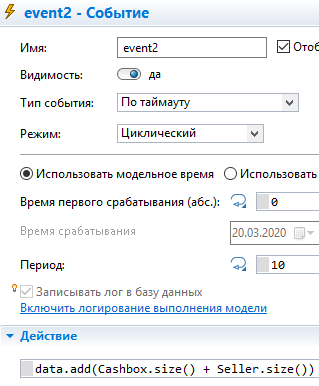 event2 - Событие
Имя: event2 Отоб
Видимость: да
Тип события: По таймауту
Режим: Циклический
Использовать модельное время Использовать
Время первого срабатывания (абс.): 0
Время срабатывания 20.03.2020
Период: 10
Записывать лог в базу данных
Включить логирование выполнения модели
Действие
data.add(Cashbox.size() + Seller.size())